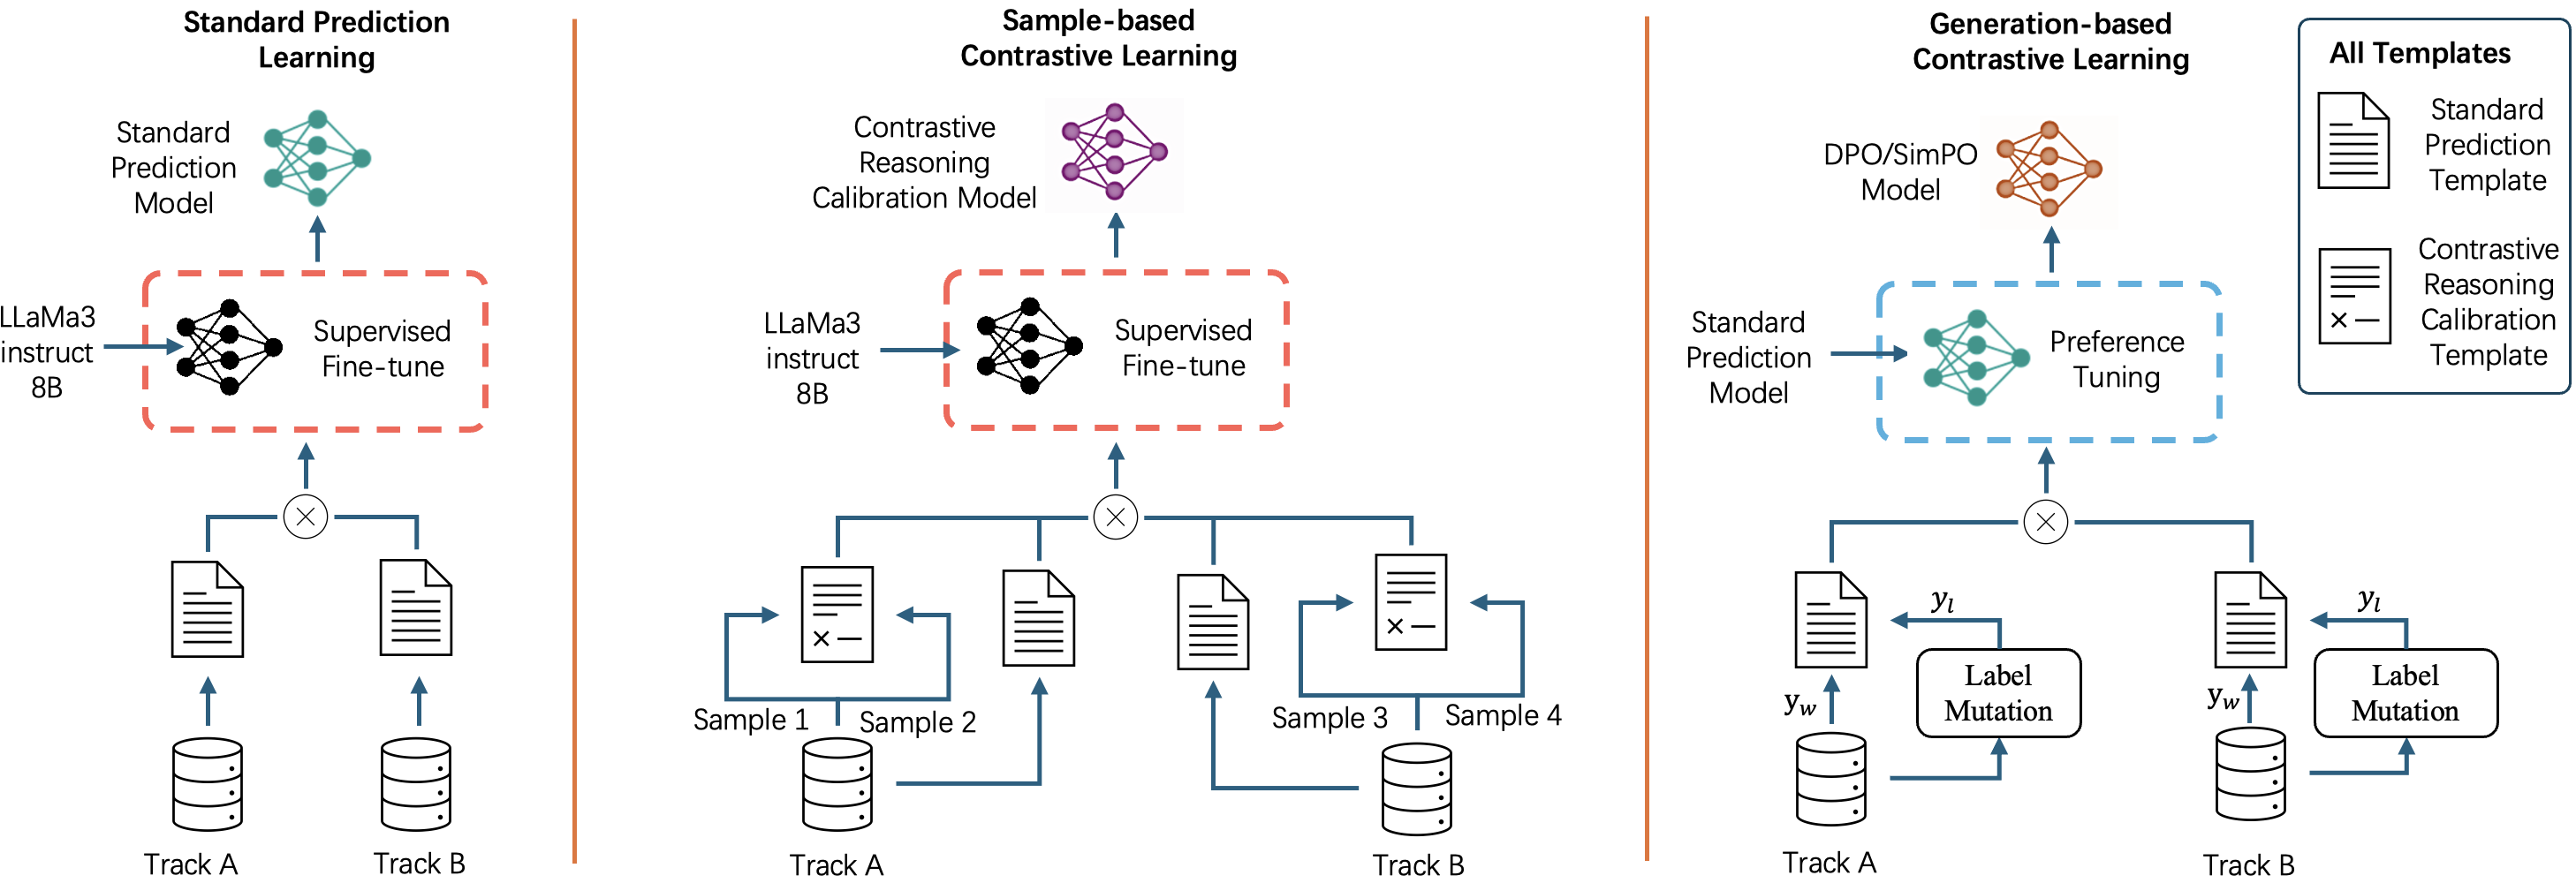 Standard Prediction
Learning
Standard
Prediction
Model
LLaMa3
instruct
8B
Supervised
Fine-tune
Track A
Track B
Sample-based
Contrastive Learning
Contrastive
Reasoning
Calibration Model
LLaMa3
instruct
8B
Supervised
Fine-tune
Sample 1
Sample 2
Sample 3
Sample 4
Track A
Track B
Generation-based
Contrastive Learning
DPO/SimPO
Model
Standard
Prediction
Model
Preference
Tuning
y_l
y_l
Label
Mutation
Label
Mutation
y_w
y_w
Track A
Track B
All Templates
Standard
Prediction
Template
Contrastive
Reasoning
Calibration
Template